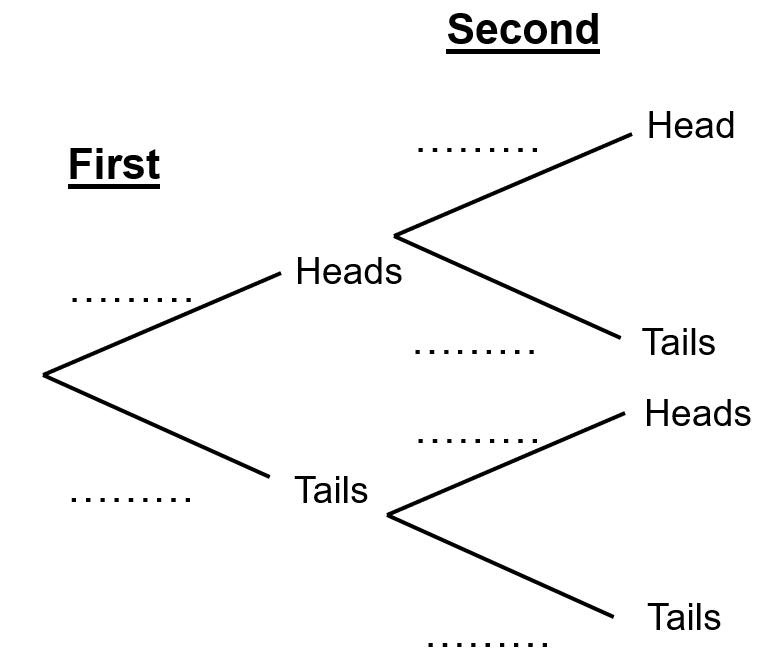 Second
Head
First
.........
Heads
.........
Tails
.........
Heads
.........
.........
Tails
.........
Tails